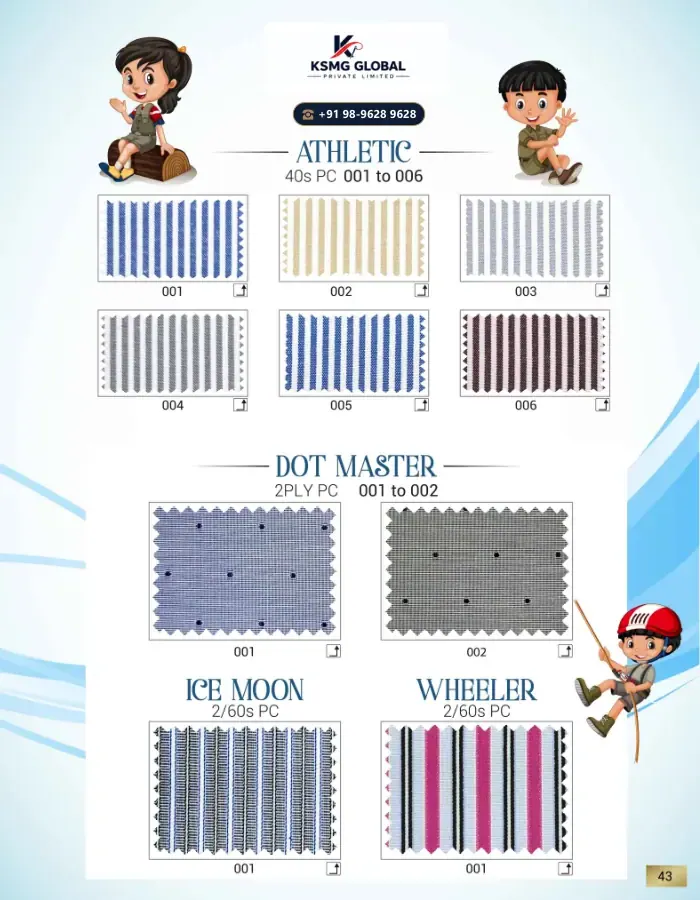 KSMG GLOBAL
PRIVATE LIMITED
+91 98-9628 9628
ATHLETIC
40s PC 001 to 006
001
002
003
004
005
006
DOT MASTER
2PLY PC 001 to 002
001
002
ICE MOON
2/60s PC
001
WHEELER
2/60s PC
001
43